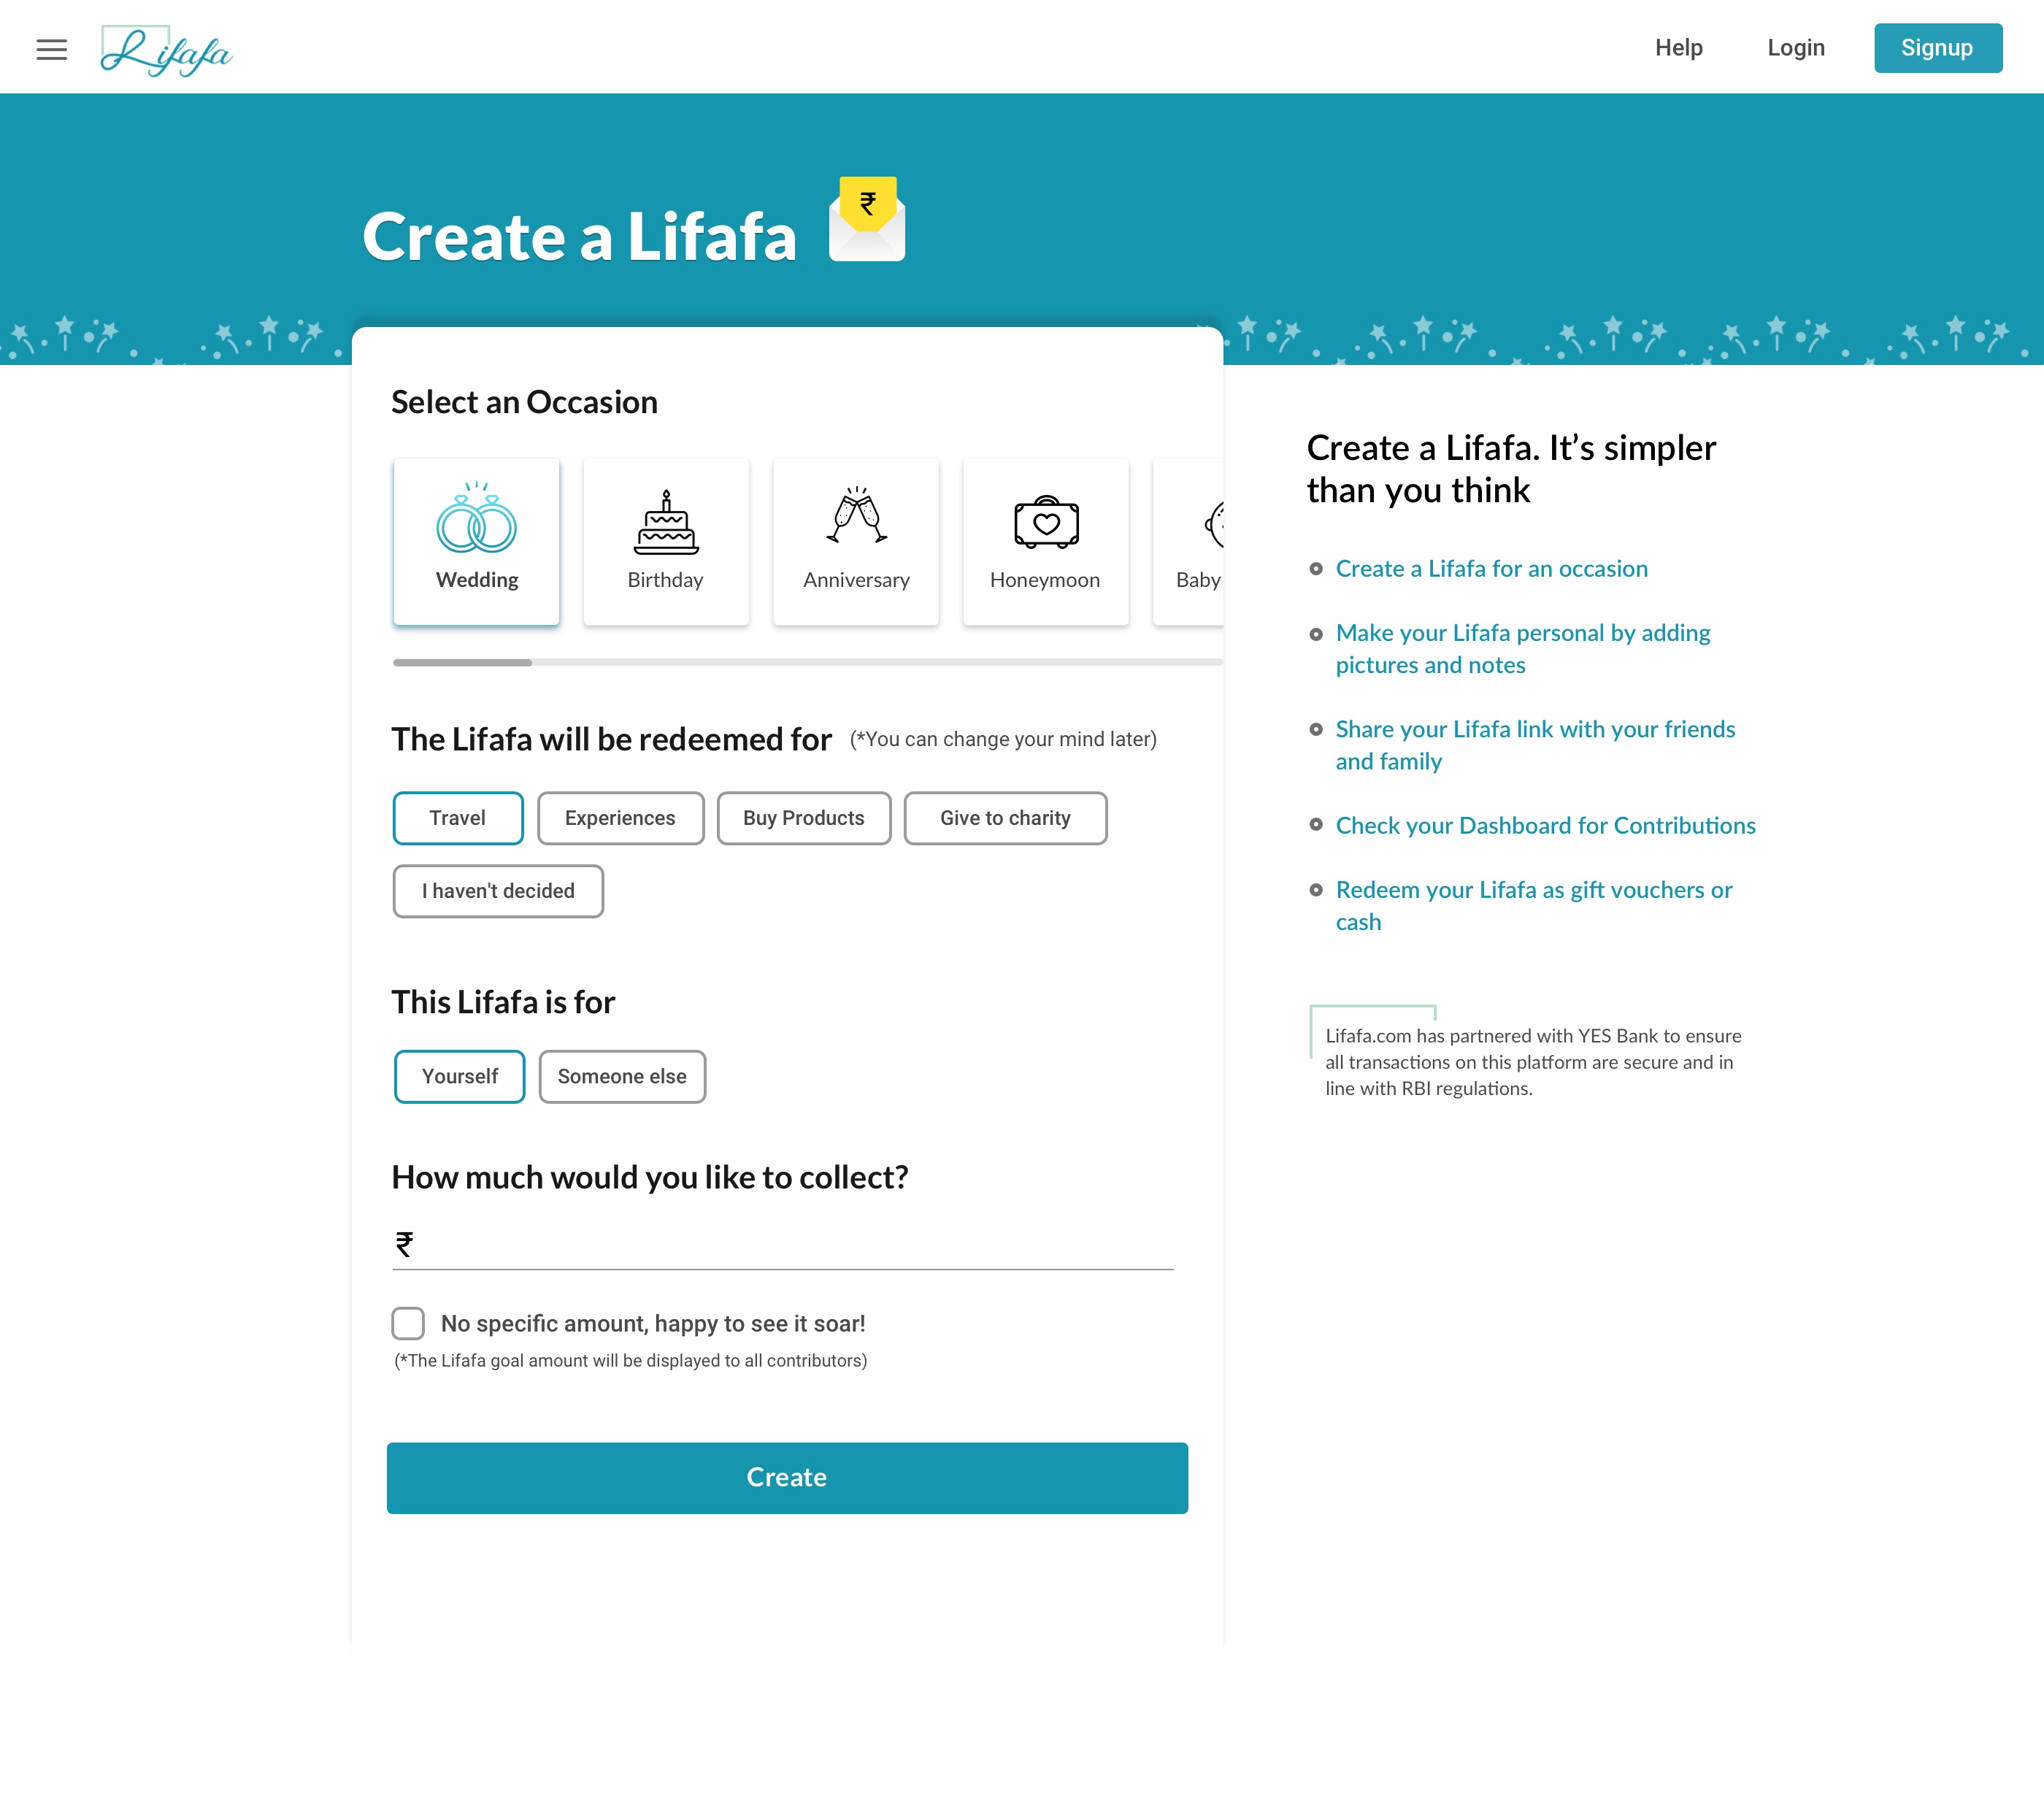 Lifafa
Help
Login
Signup
Create a Lifafa
₹
Select an Occasion
Wedding
Birthday
Anniversary
Honeymoon
Baby
The Lifafa will be redeemed for (*You can change your mind later)
Travel
Experiences
Buy Products
Give to charity
I haven't decided
This Lifafa is for
Yourself
Someone else
How much would you like to collect?
₹
No specific amount, happy to see it soar!
(*The Lifafa goal amount will be displayed to all contributors)
Create
Create a Lifafa. It’s simpler
than you think
Create a Lifafa for an occasion
Make your Lifafa personal by adding
pictures and notes
Share your Lifafa link with your friends
and family
Check your Dashboard for Contributions
Redeem your Lifafa as gift vouchers or
cash
Lifafa.com has partnered with YES Bank to ensure
all transactions on this platform are secure and in
line with RBI regulations.